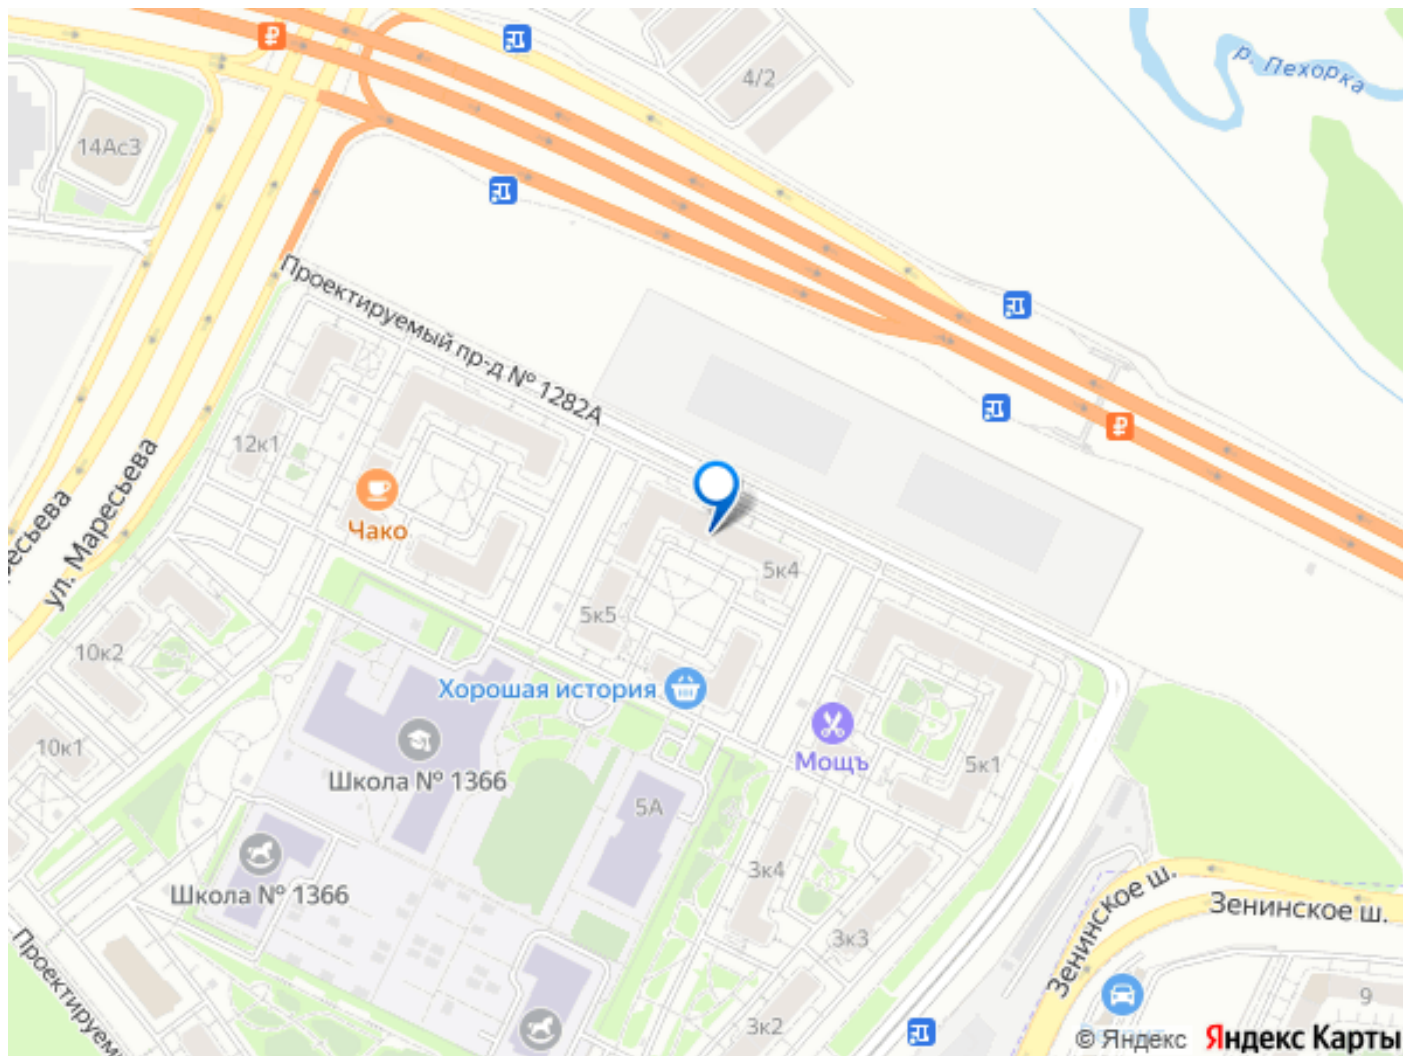 р. Пехорка
4/2
14Ас3
Проектируемый пр-д № 1282А
12к1
Чако
ул. Маресьева
есьева
5к4
5к5
10к2
Хорошая история
10к1
Школа № 1366
Мощъ
5к1
5А
3к4
Школа № 1366
Зенинское ш.
Зенинское ш.
3к3
Проектируем
9
3к2
© Яндекс Яндекс Карты